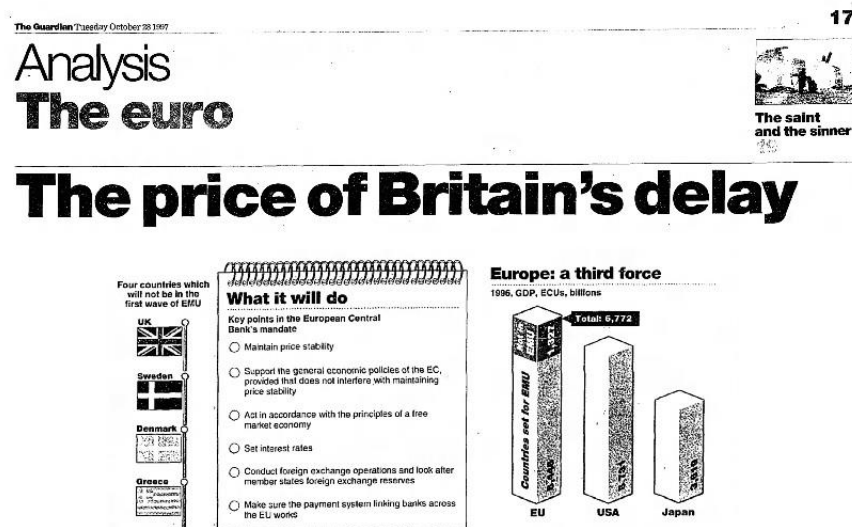 The Guardian Tuesday October 28 1997
17
Analysis
The euro
The saint
and the sinner
The price of Britain's delay
Four countries which
will not be in the
first wave of EMU
UK
Sweden
Denmark
Greece
What it will do
Key points in the European Central
Bank's mandate
Maintain price stability
Support the general economic policies of the EC,
provided that does not interfere with maintaining
price stability
Act in accordance with the principles of a free
market economy
Set interest rates
Conduct foreign exchange operations and look after
member states foreign exchange reserves
Make sure the payment system linking banks across
the EU works
Europe: a third force
1996, GDP, ECUs, billions
Total: 6,772
EMU
1,327
Countries set for EMU
5,445
EU
USA
Japan